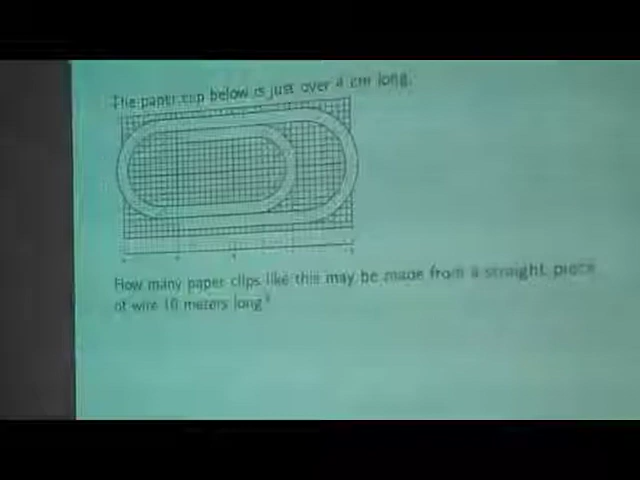 The paper clip below is just over 4 cm long.
How many paper clips like this may be made from a straight piece
of wire 10 meters long?